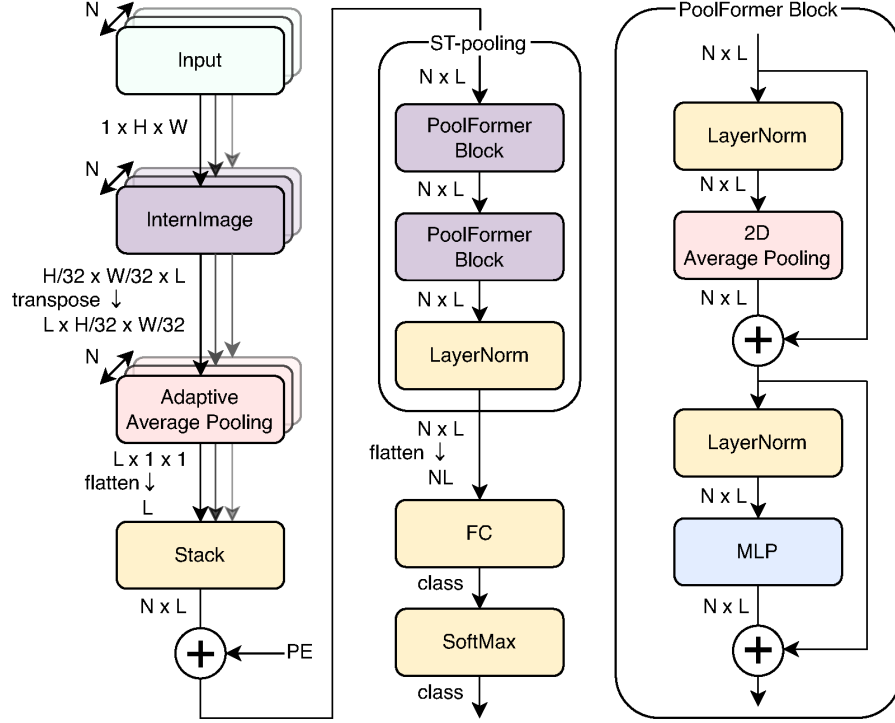 N
Input
1 x H x W
N
InternImage
H/32 x W/32 x L
transpose ↓
L x H/32 x W/32
N
Adaptive
Average Pooling
L x 1 x 1
flatten ↓
L
Stack
N x L
+
PE
ST-pooling
N x L
PoolFormer
Block
N x L
PoolFormer
Block
N x L
LayerNorm
N x L
flatten ↓
NL
FC
class
SoftMax
class
PoolFormer Block
N x L
LayerNorm
N x L
2D
Average Pooling
N x L
+
LayerNorm
N x L
MLP
N x L
+